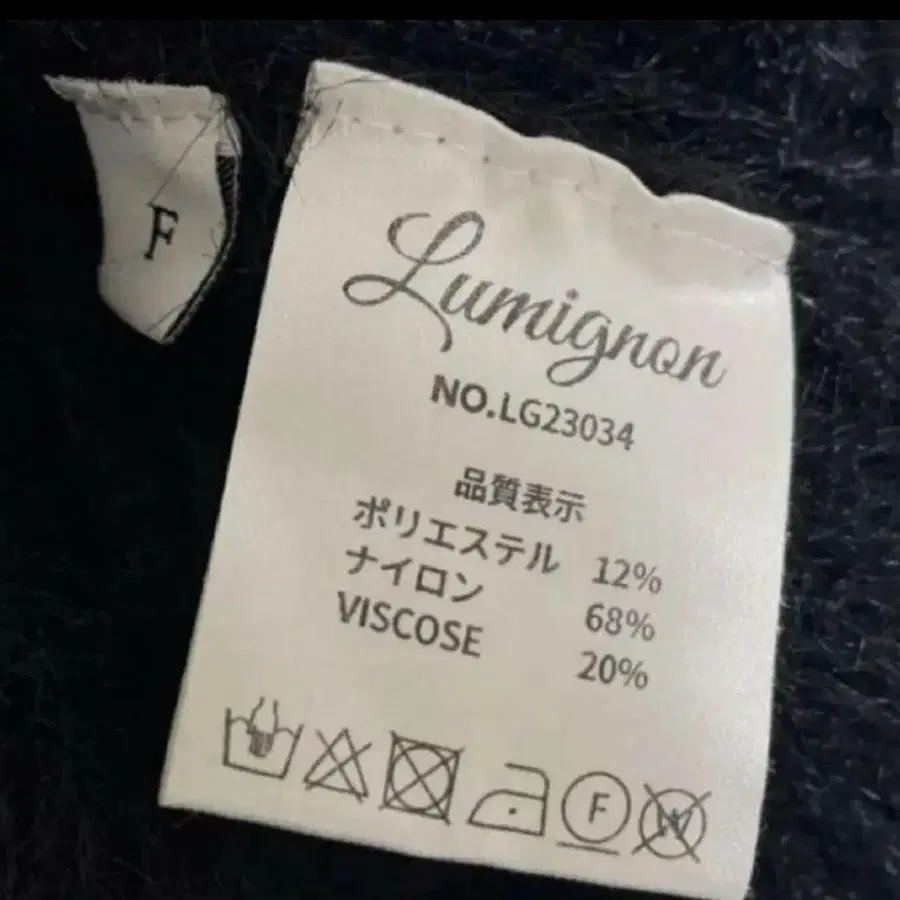 F
Lumignon
NO.LG23034
品質表示
ポリエステル 12%
ナイロン 68%
VISCOSE 20%
F W